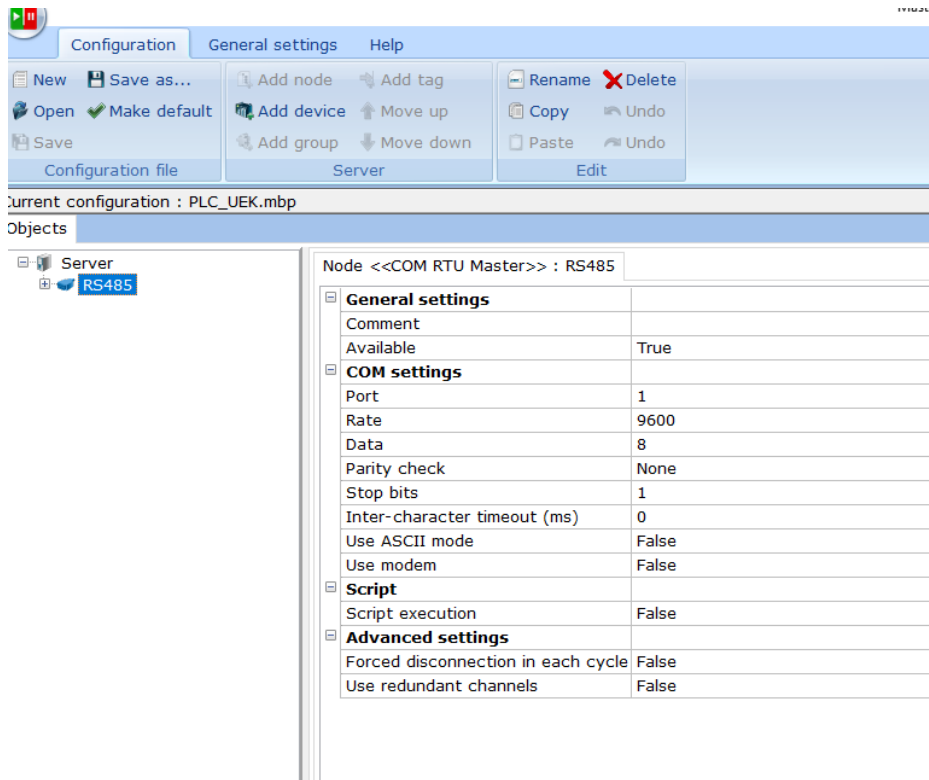 Configuration General settings Help
New Save as... Add node Add tag Rename Delete
Open Make default Add device Move up Copy Undo
Save Add group Move down Paste Undo
Configuration file Server Edit
Current configuration : PLC_UEK.mbp
Objects
Server
RS485
Node <<COM RTU Master>> : RS485
General settings
Comment
Available True
COM settings
Port 1
Rate 9600
Data 8
Parity check None
Stop bits 1
Inter-character timeout (ms) 0
Use ASCII mode False
Use modem False
Script
Script execution False
Advanced settings
Forced disconnection in each cycle False
Use redundant channels False